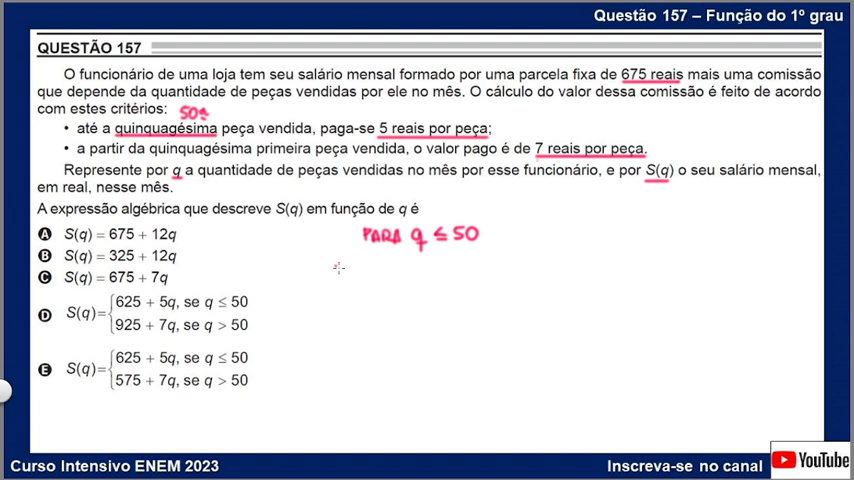 Questão 157 – Função do 1º grau
QUESTÃO 157
O funcionário de uma loja tem seu salário mensal formado por uma parcela fixa de 675 reais mais uma comissão
que depende da quantidade de peças vendidas por ele no mês. O cálculo do valor dessa comissão é feito de acordo
com estes critérios:
50ª
• até a quinquagésima peça vendida, paga-se 5 reais por peça;
• a partir da quinquagésima primeira peça vendida, o valor pago é de 7 reais por peça.
Represente por q a quantidade de peças vendidas no mês por esse funcionário, e por S(q) o seu salário mensal,
em real, nesse mês.
A expressão algébrica que descreve S(q) em função de q é
A S(q) = 675 + 12q
PARA q ≤ 50
B S(q) = 325 + 12q
C S(q) = 675 + 7q
D S(q)= {625 + 5q, se q ≤ 50
925 + 7q, se q > 50
E S(q)= {625 + 5q, se q ≤ 50
575 + 7q, se q > 50
Curso Intensivo ENEM 2023
Inscreva-se no canal
YouTube